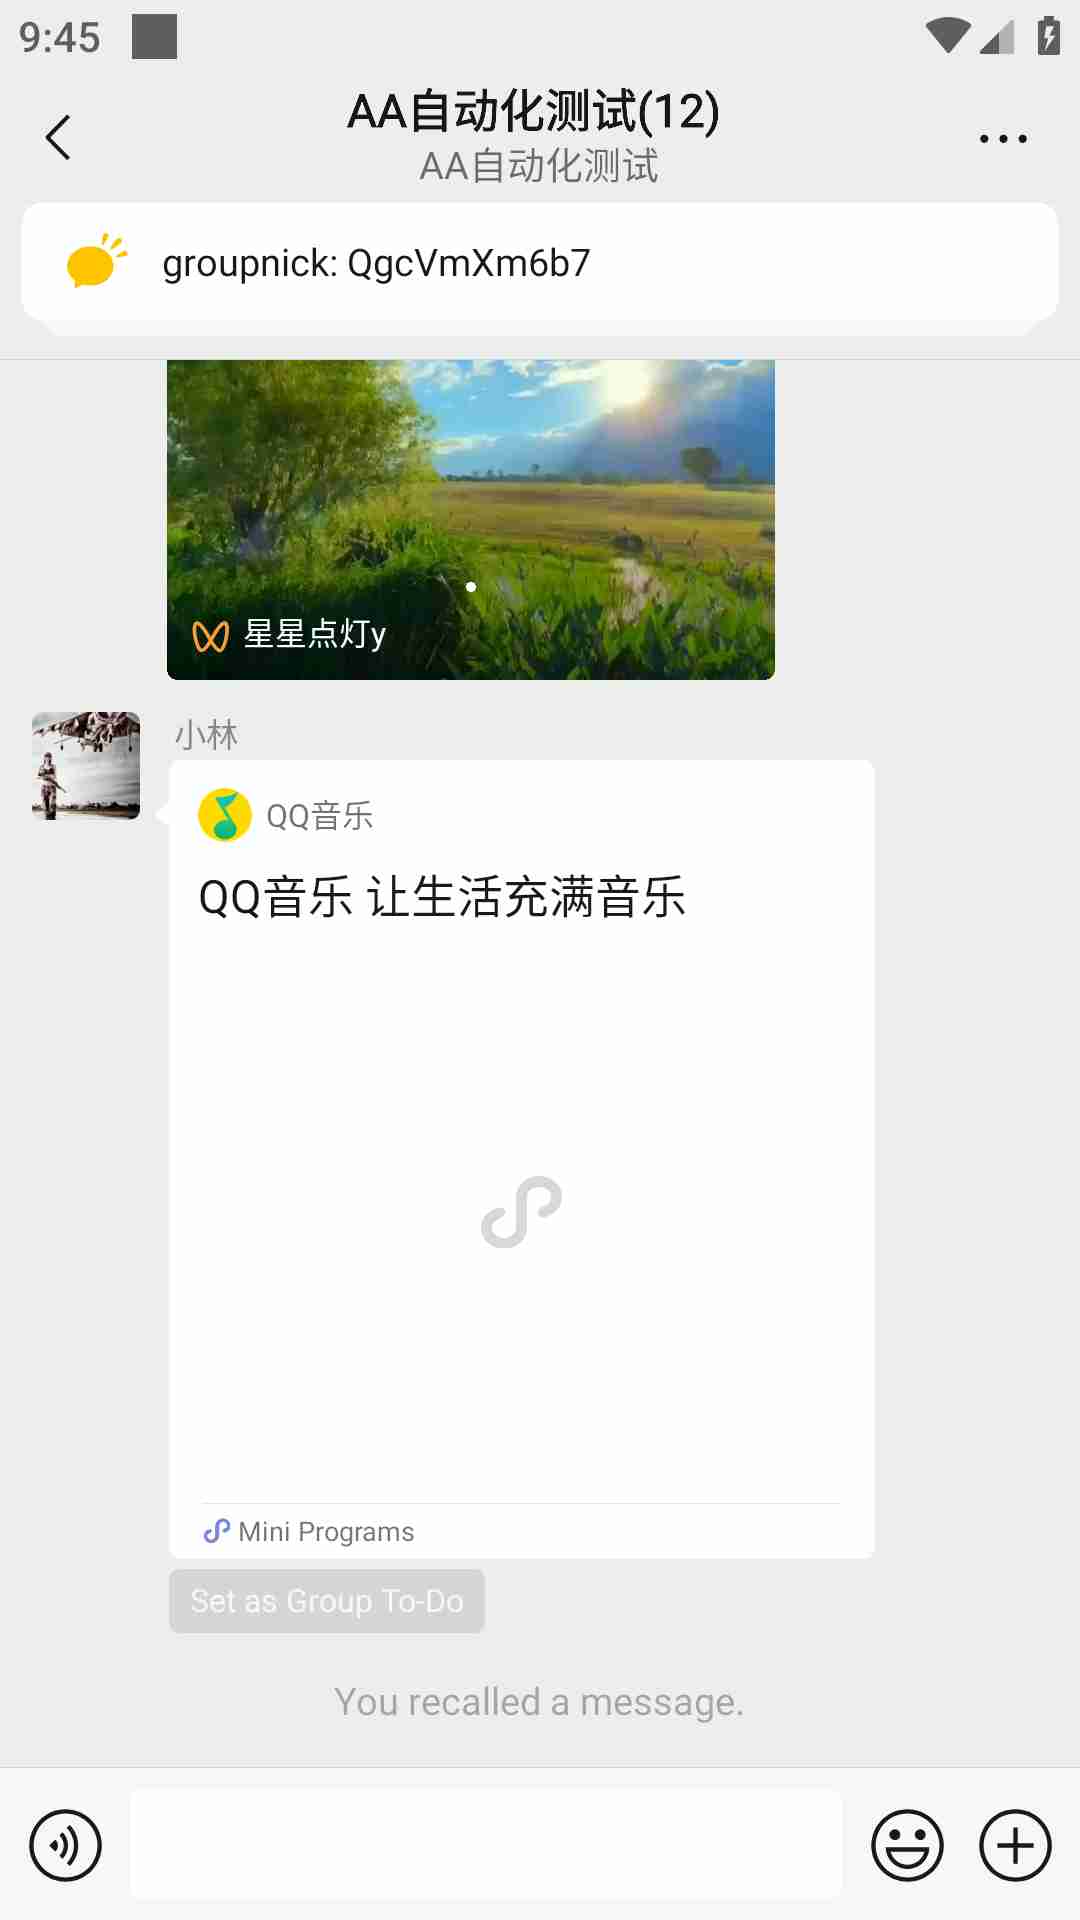 9:45
AA自动化测试(12)
AA自动化测试
groupnick: QgcVmXm6b7
星星点灯y
小林
QQ音乐
QQ音乐 让生活充满音乐
Mini Programs
Set as Group To-Do
You recalled a message.